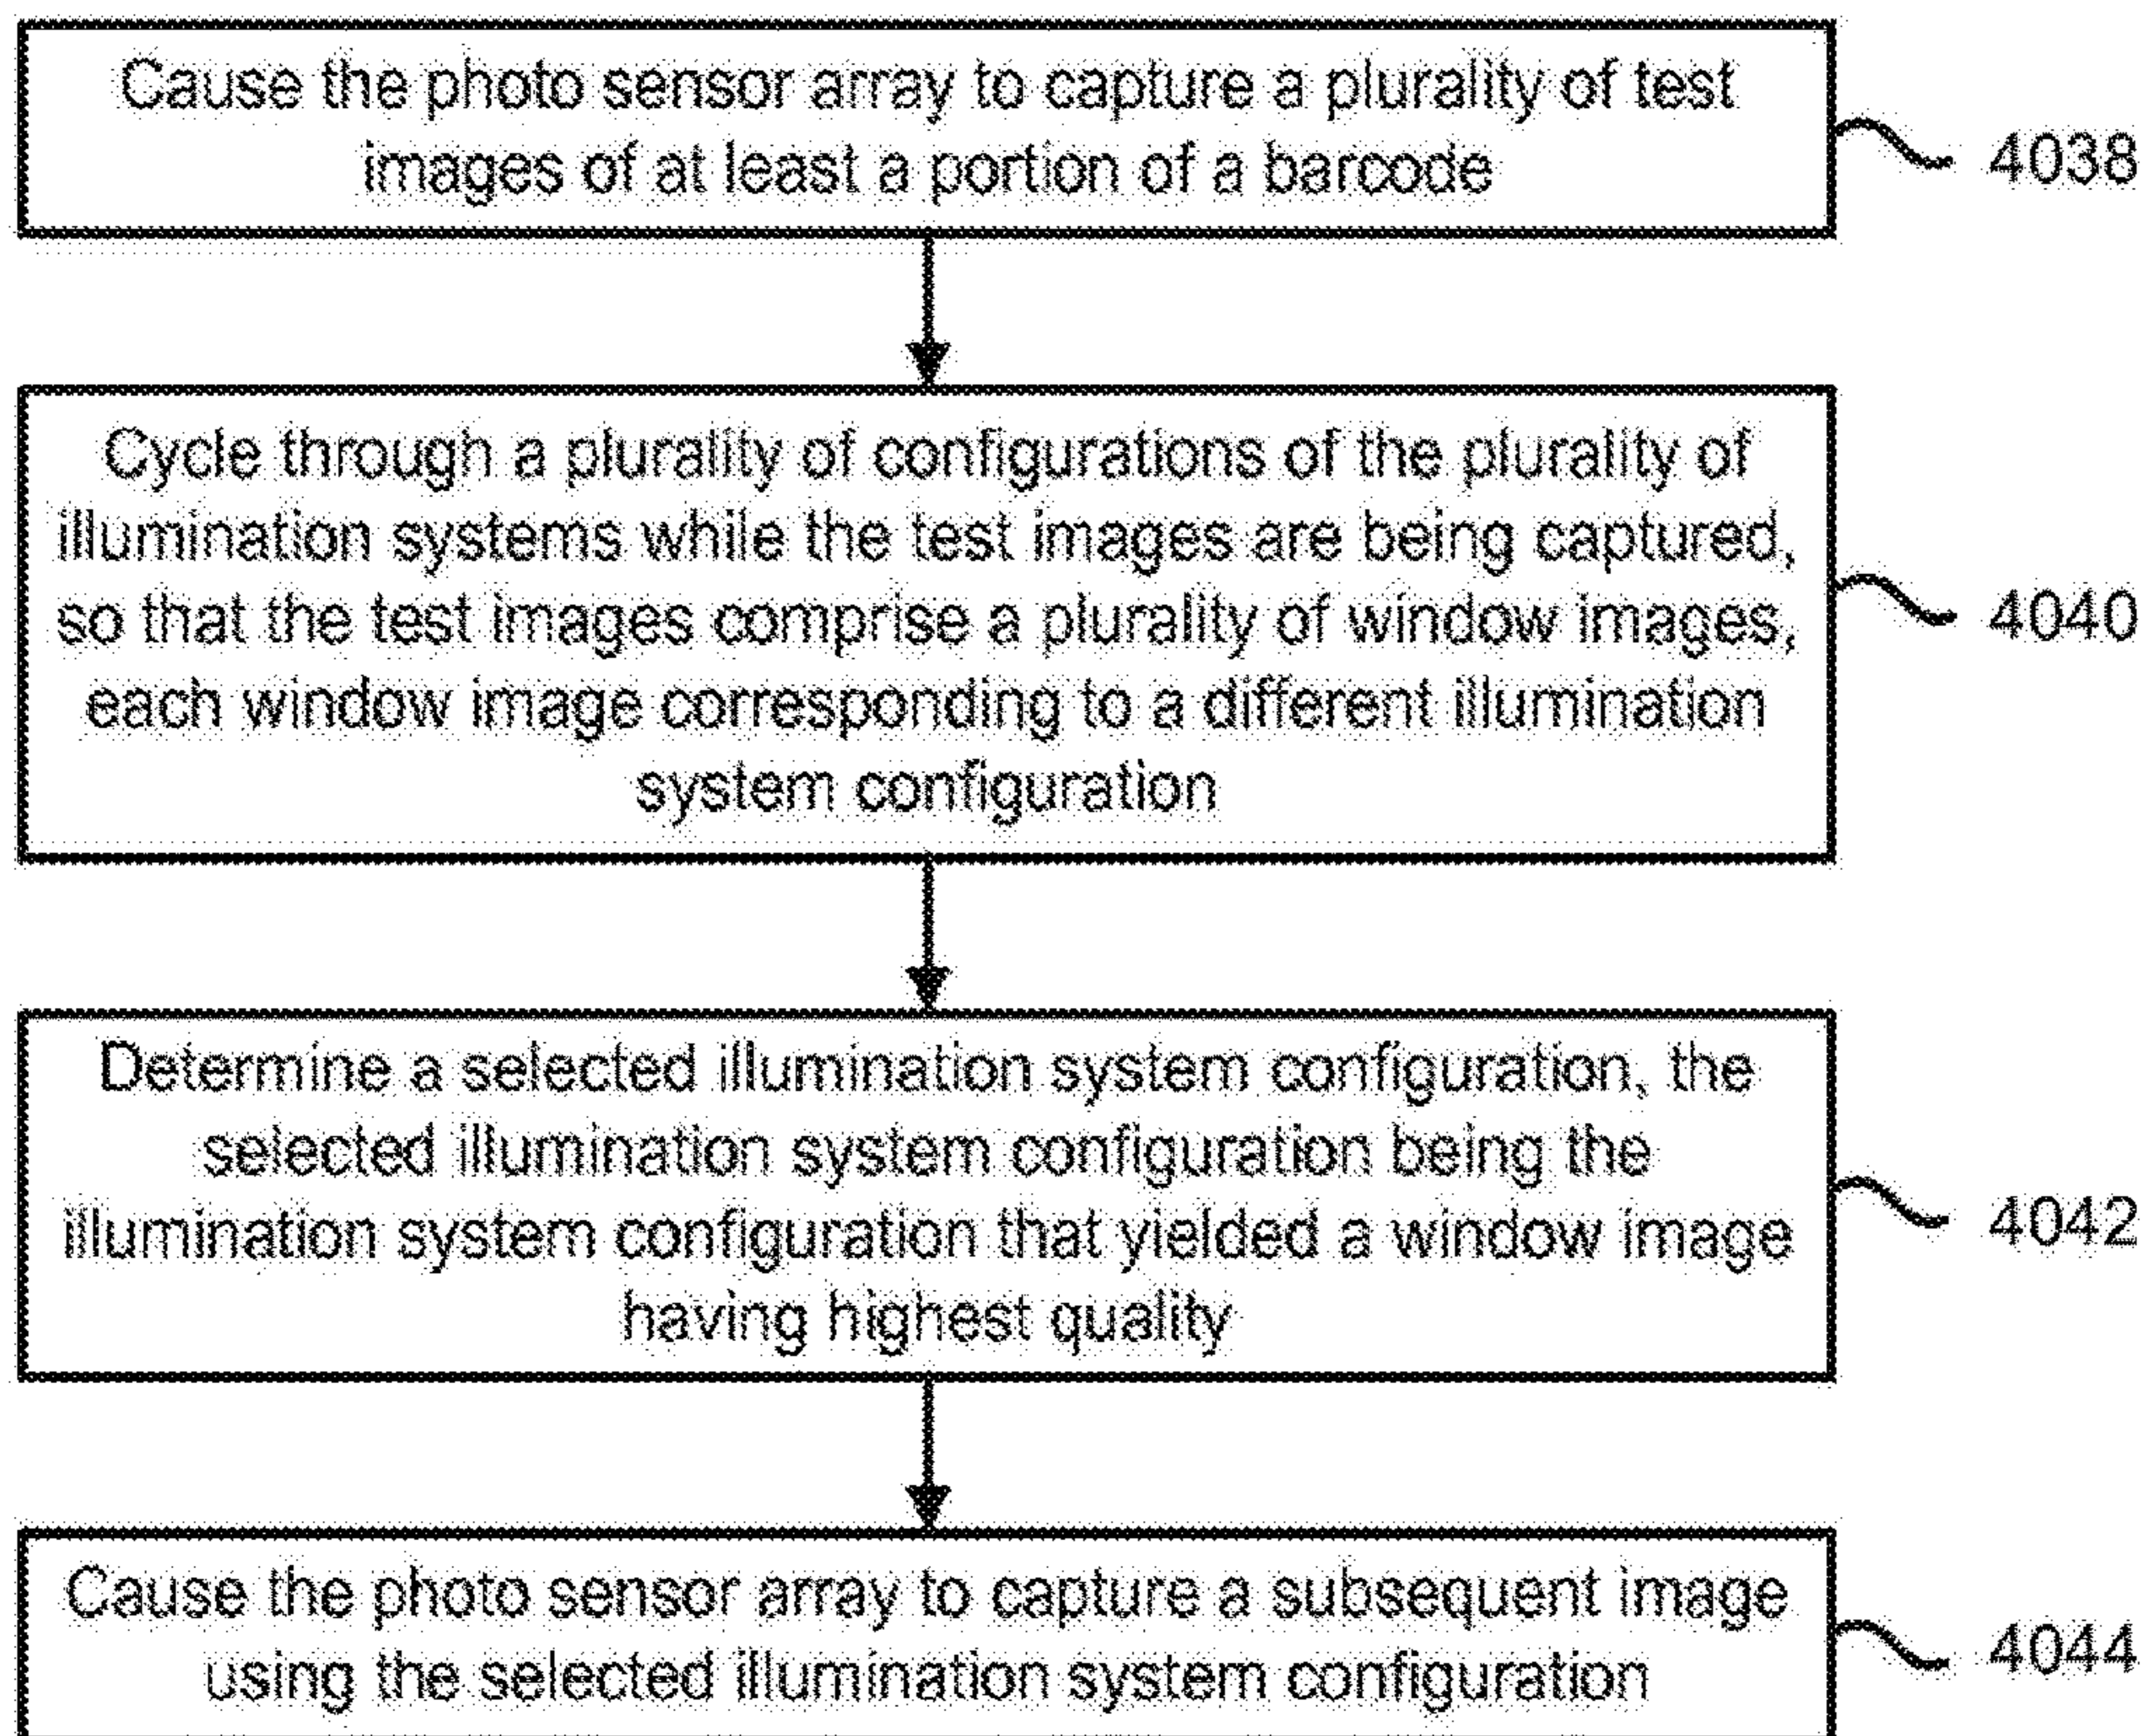 Cause the photo sensor array to capture a plurality of test
images of at least a portion of a barcode
4038
Cycle through a plurality of configurations of the plurality of
illumination systems while the test images are being captured,
so that the test images comprise a plurality of window images,
each window image corresponding to a different illumination
system configuration
4040
Determine a selected illumination system configuration, the
selected illumination system configuration being the
illumination system configuration that yielded a window image
having highest quality
4042
Cause the photo sensor array to capture a subsequent image
using the selected illumination system configuration
4044